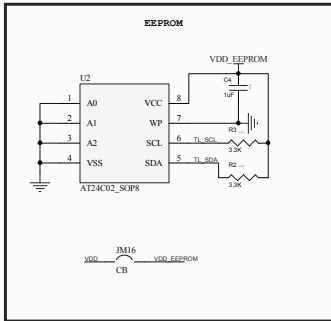 EEPROM
VDD_EEPROM
U2
C4
1uF
1 A0 VCC 8
2 A1 WP 7
3 A2 SCL 6 TL_SCL
4 VSS SDA 5 TL_SDA
R3 ...
3.3K
R2 ...
3.3K
AT24C02_SOP8
JM16
VDD VDD_EEPROM
CB